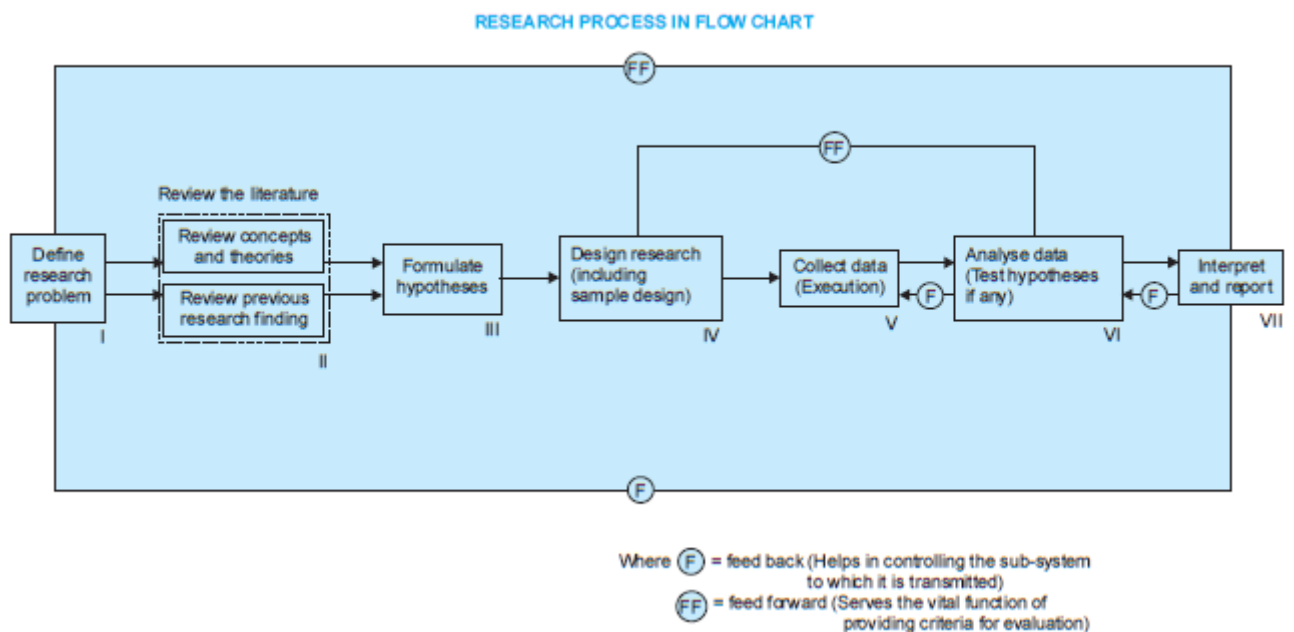 RESEARCH PROCESS IN FLOW CHART
FF
FF
Review the literature
Define
research
problem
I
Review concepts
and theories
Review previous
research finding
II
Formulate
hypotheses
III
Design research
(including
sample design)
IV
Collect data
(Execution)
V
F
Analyse data
(Test hypotheses
if any)
VI
F
Interpret
and report
VII
F
Where F = feed back (Helps in controlling the sub-system
to which it is transmitted)
FF = feed forward (Serves the vital function of
providing criteria for evaluation)